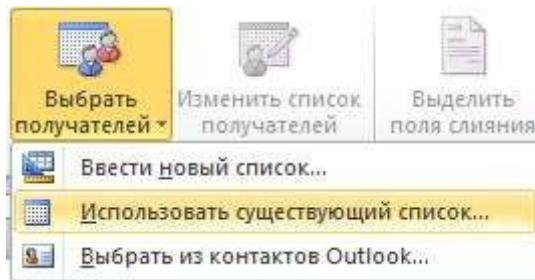 Выбрать получателей
Изменить список получателей
Выделить поля слияния
Ввести новый список...
Использовать существующий список...
Выбрать из контактов Outlook...